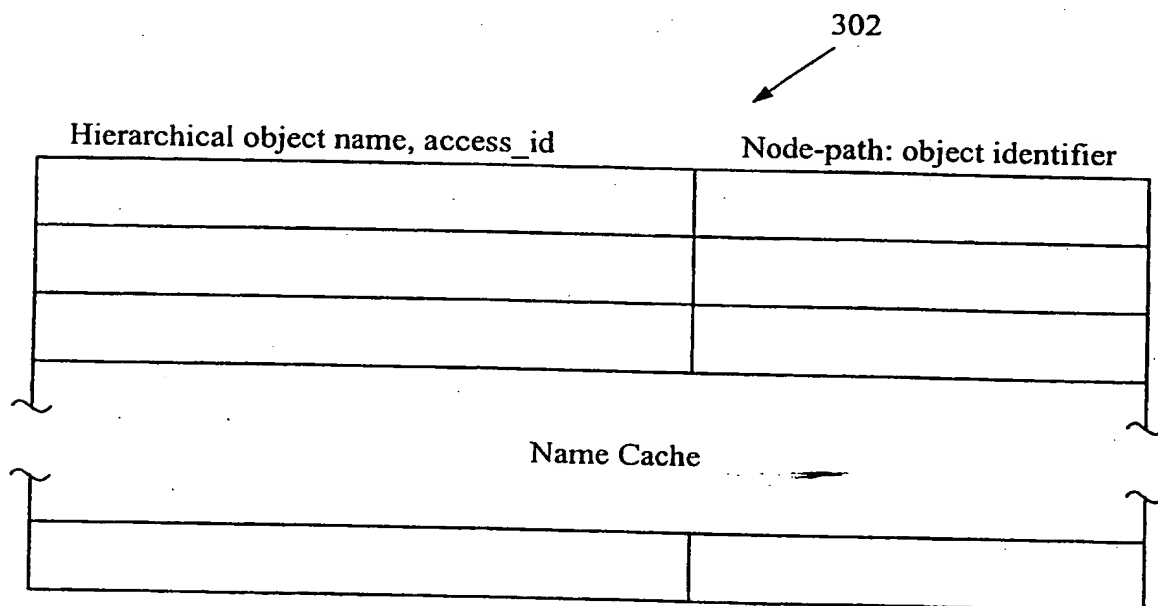 302
Hierarchical object name, access_id
Node-path: object identifier
Name Cache